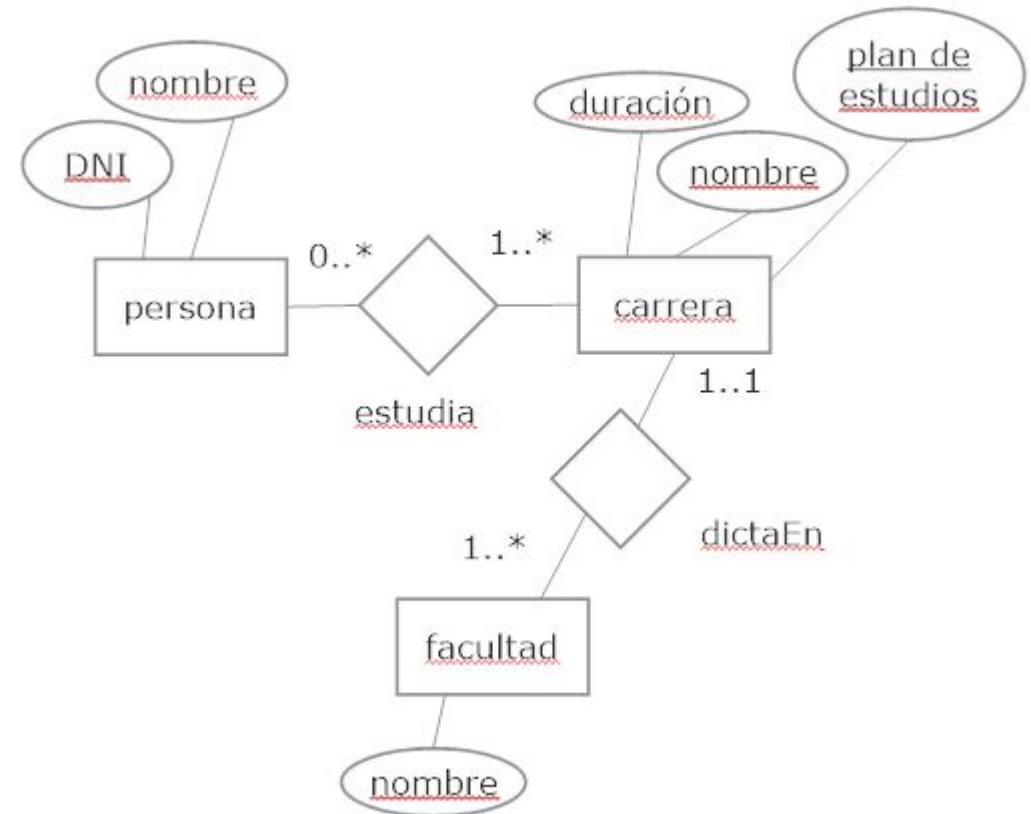 nombre
DNI
persona
0..*
estudia
1..*
duración
nombre
plan de
estudios
carrera
1..1
dictaEn
1..*
facultad
nombre